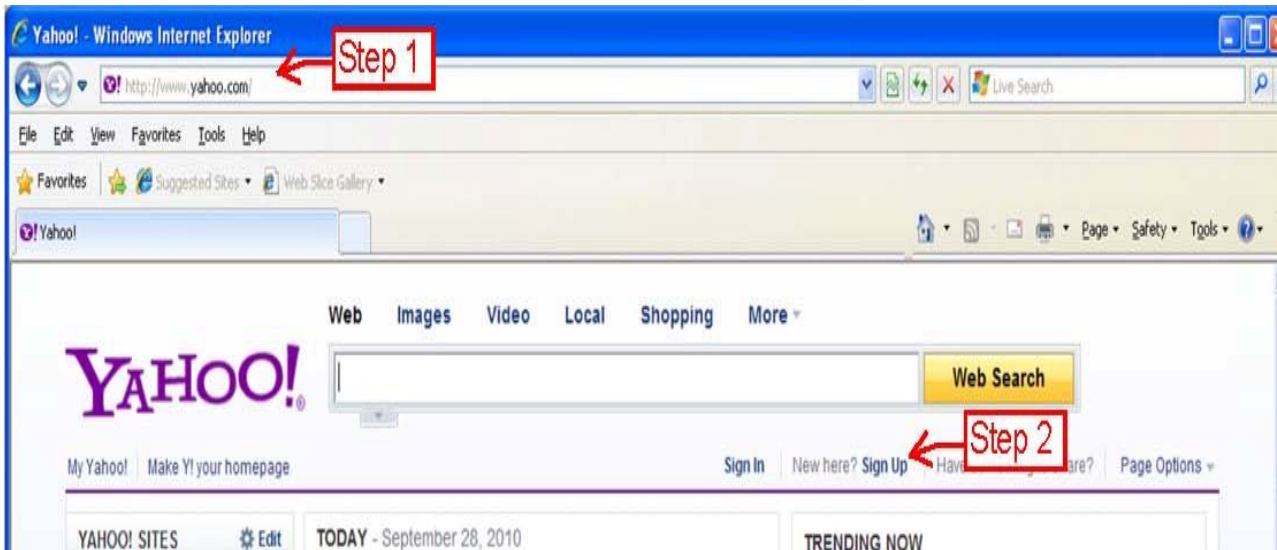 Yahoo! - Windows Internet Explorer
Step 1
http://www.yahoo.com/
Live Search
File Edit View Favorites Tools Help
Favorites Suggested Sites Web Slice Gallery
Yahoo!
Page Safety Tools
Web Images Video Local Shopping More
YAHOO!
Web Search
Step 2
My Yahoo! Make Y! your homepage Sign In New here? Sign Up Page Options
YAHOO! SITES Edit TODAY - September 28, 2010 TRENDING NOW